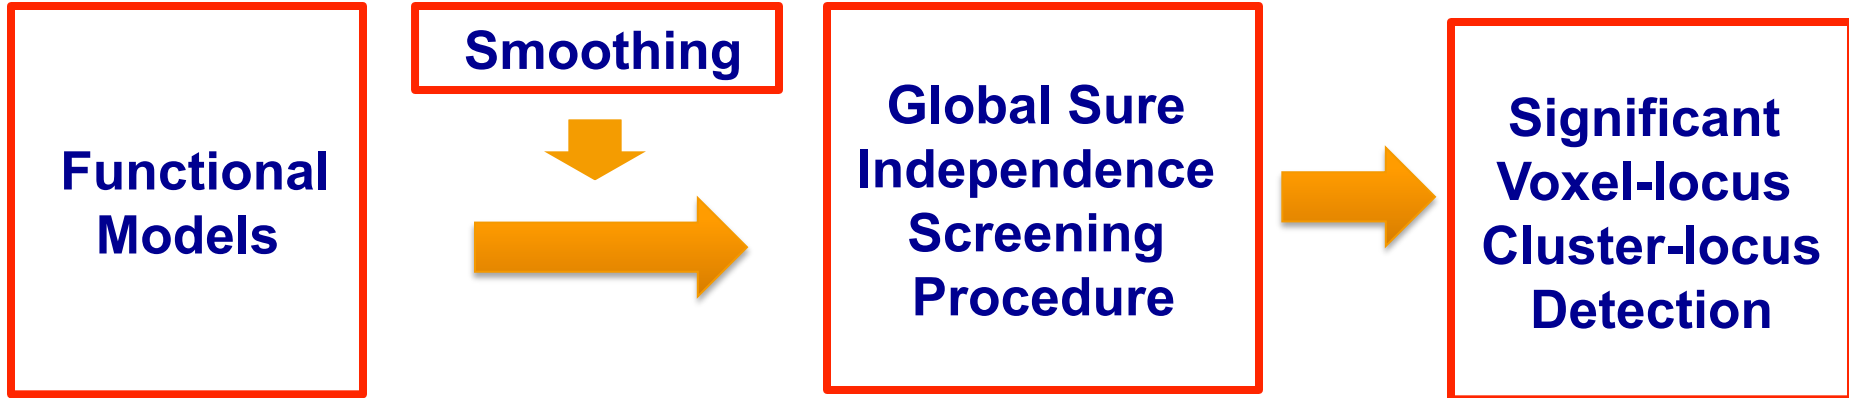 Functional
Models
Smoothing
Global Sure
Independence
Screening
Procedure
Significant
Voxel-locus
Cluster-locus
Detection